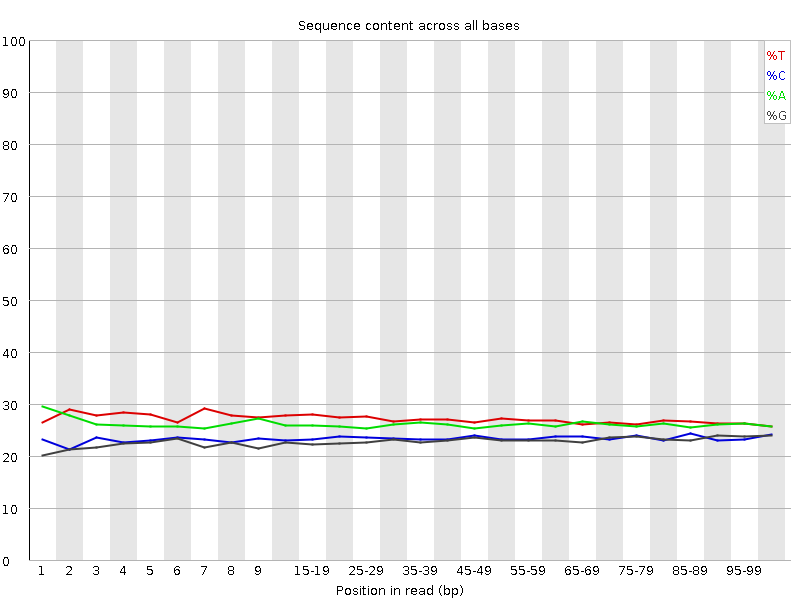 Sequence content across all bases
%T
%C
%A
%G
100
90
80
70
60
50
40
30
20
10
0
1 2 3 4 5 6 7 8 9 15-19 25-29 35-39 45-49 55-59 65-69 75-79 85-89 95-99
Position in read (bp)